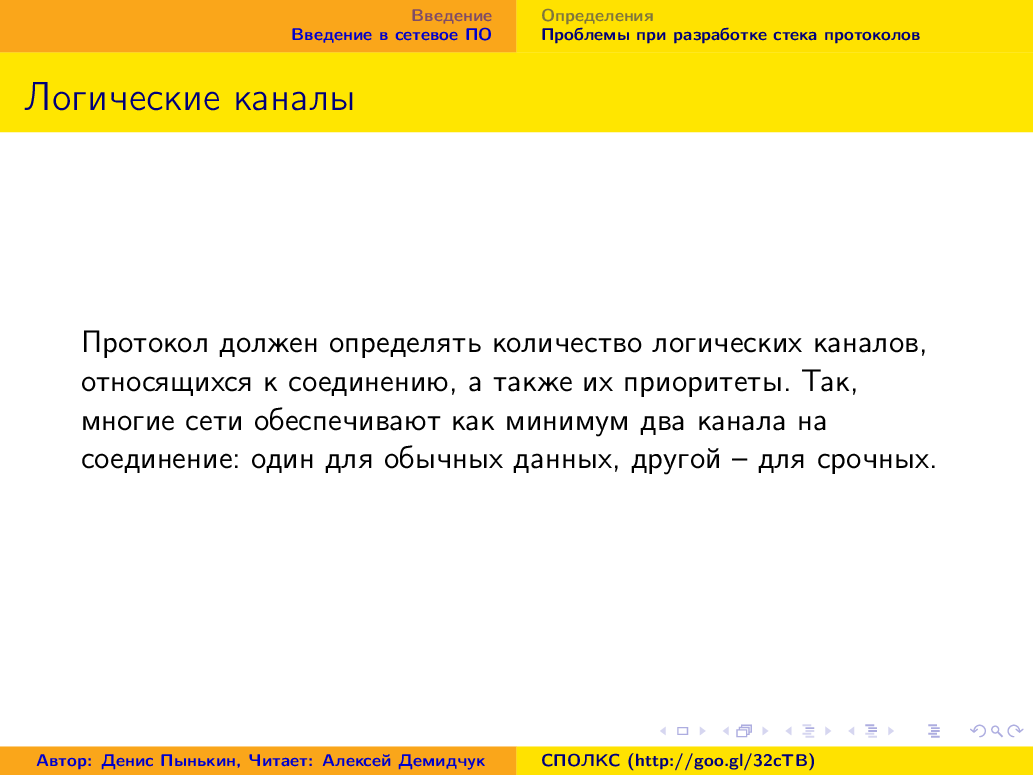 Введение
Введение в сетевое ПО
Определения
Проблемы при разработке стека протоколов
Логические каналы
Протокол должен определять количество логических каналов,
относящихся к соединению, а также их приоритеты. Так,
многие сети обеспечивают как минимум два канала на
соединение: один для обычных данных, другой – для срочных.
Автор: Денис Пынькин, Читает: Алексей Демидчук
СПОЛКС (http://goo.gl/32cTB)